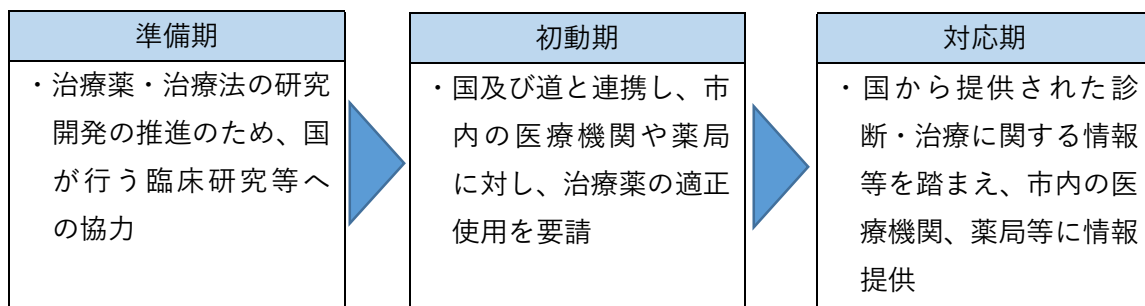 準備期
・治療薬・治療法の研究
開発の推進のため、国
が行う臨床研究等へ
の協力
初動期
・国及び道と連携し、市
内の医療機関や薬局
に対し、治療薬の適正
使用を要請
対応期
・国から提供された診
断・治療に関する情報
等を踏まえ、市内の医
療機関、薬局等に情報
提供